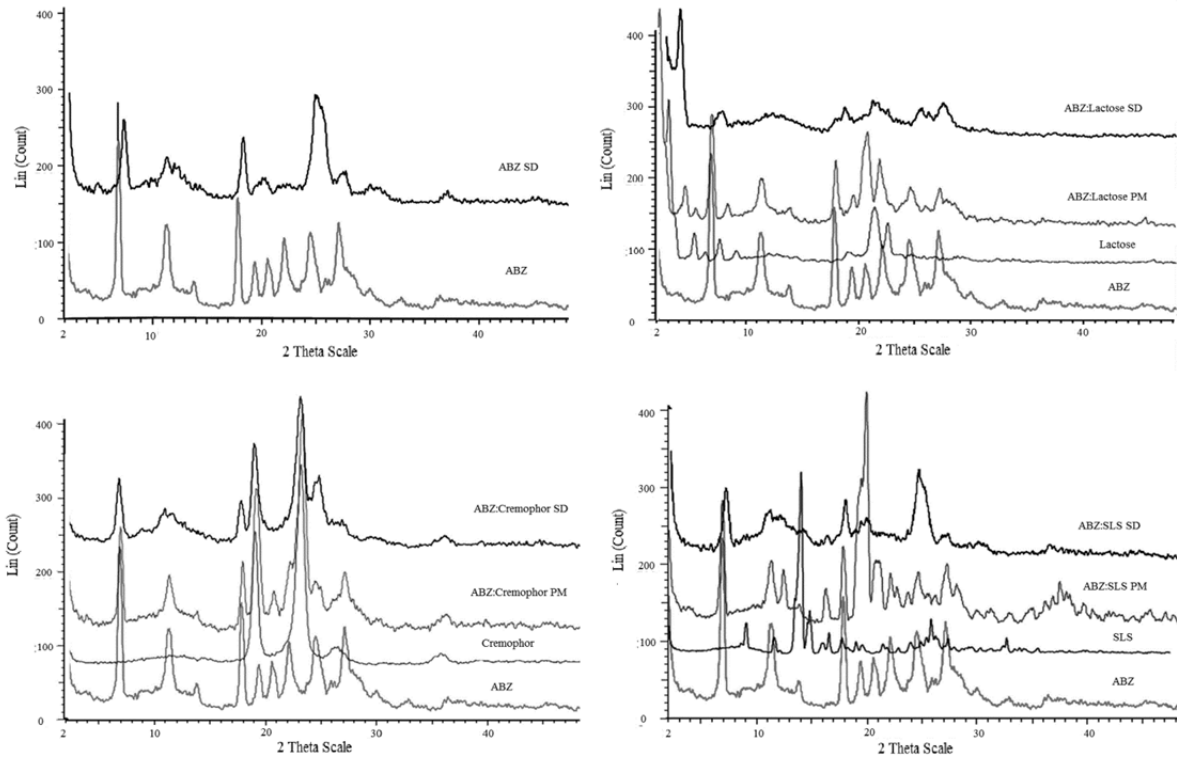 400
300
200
:100
0
2
10
20
30
40
Lin (Count)
2 Theta Scale
ABZ SD
ABZ
400
300
200
:100
0
2
10
20
30
40
Lin (Count)
2 Theta Scale
ABZ:Lactose SD
ABZ:Lactose PM
Lactose
ABZ
400
300
200
:100
0
2
10
20
30
40
Lin (Count)
2 Theta Scale
ABZ:Cremophor SD
ABZ:Cremophor PM
Cremophor
ABZ
400
300
200
:100
0
2
10
20
30
40
Lin (Count)
2 Theta Scale
ABZ:SLS SD
ABZ:SLS PM
SLS
ABZ